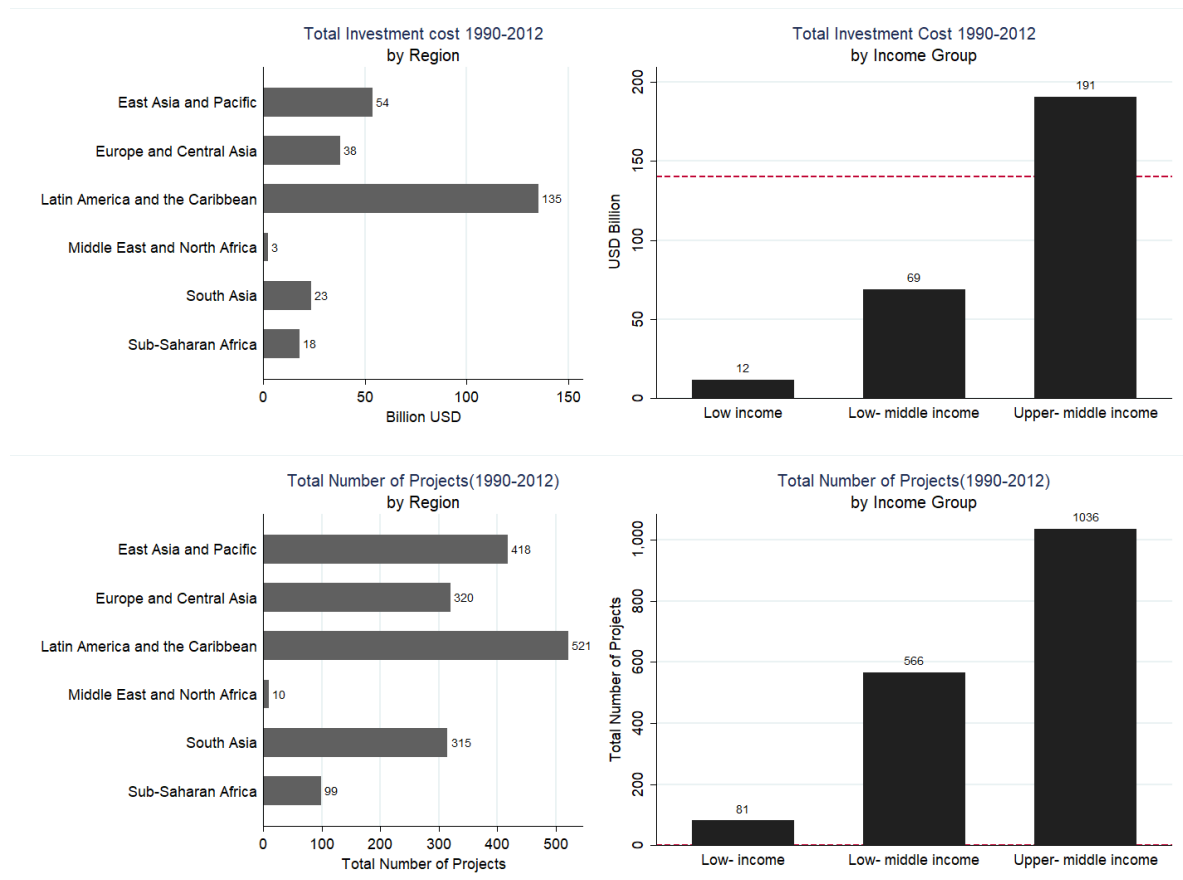 Total Investment cost 1990-2012
by Region
East Asia and Pacific
54
Europe and Central Asia
38
Latin America and the Caribbean
135
Middle East and North Africa
3
South Asia
23
Sub-Saharan Africa
18
0 50 100 150
Billion USD
Total Investment Cost 1990-2012
by Income Group
USD Billion
200
150
100
50
0
12
69
191
Low income Low- middle income Upper- middle income
Total Number of Projects(1990-2012)
by Region
East Asia and Pacific
418
Europe and Central Asia
320
Latin America and the Caribbean
521
Middle East and North Africa
10
South Asia
315
Sub-Saharan Africa
99
0 100 200 300 400 500
Total Number of Projects
Total Number of Projects(1990-2012)
by Income Group
Total Number of Projects
1,000
800
600
400
200
0
81
566
1036
Low- income Low- middle income Upper- middle income